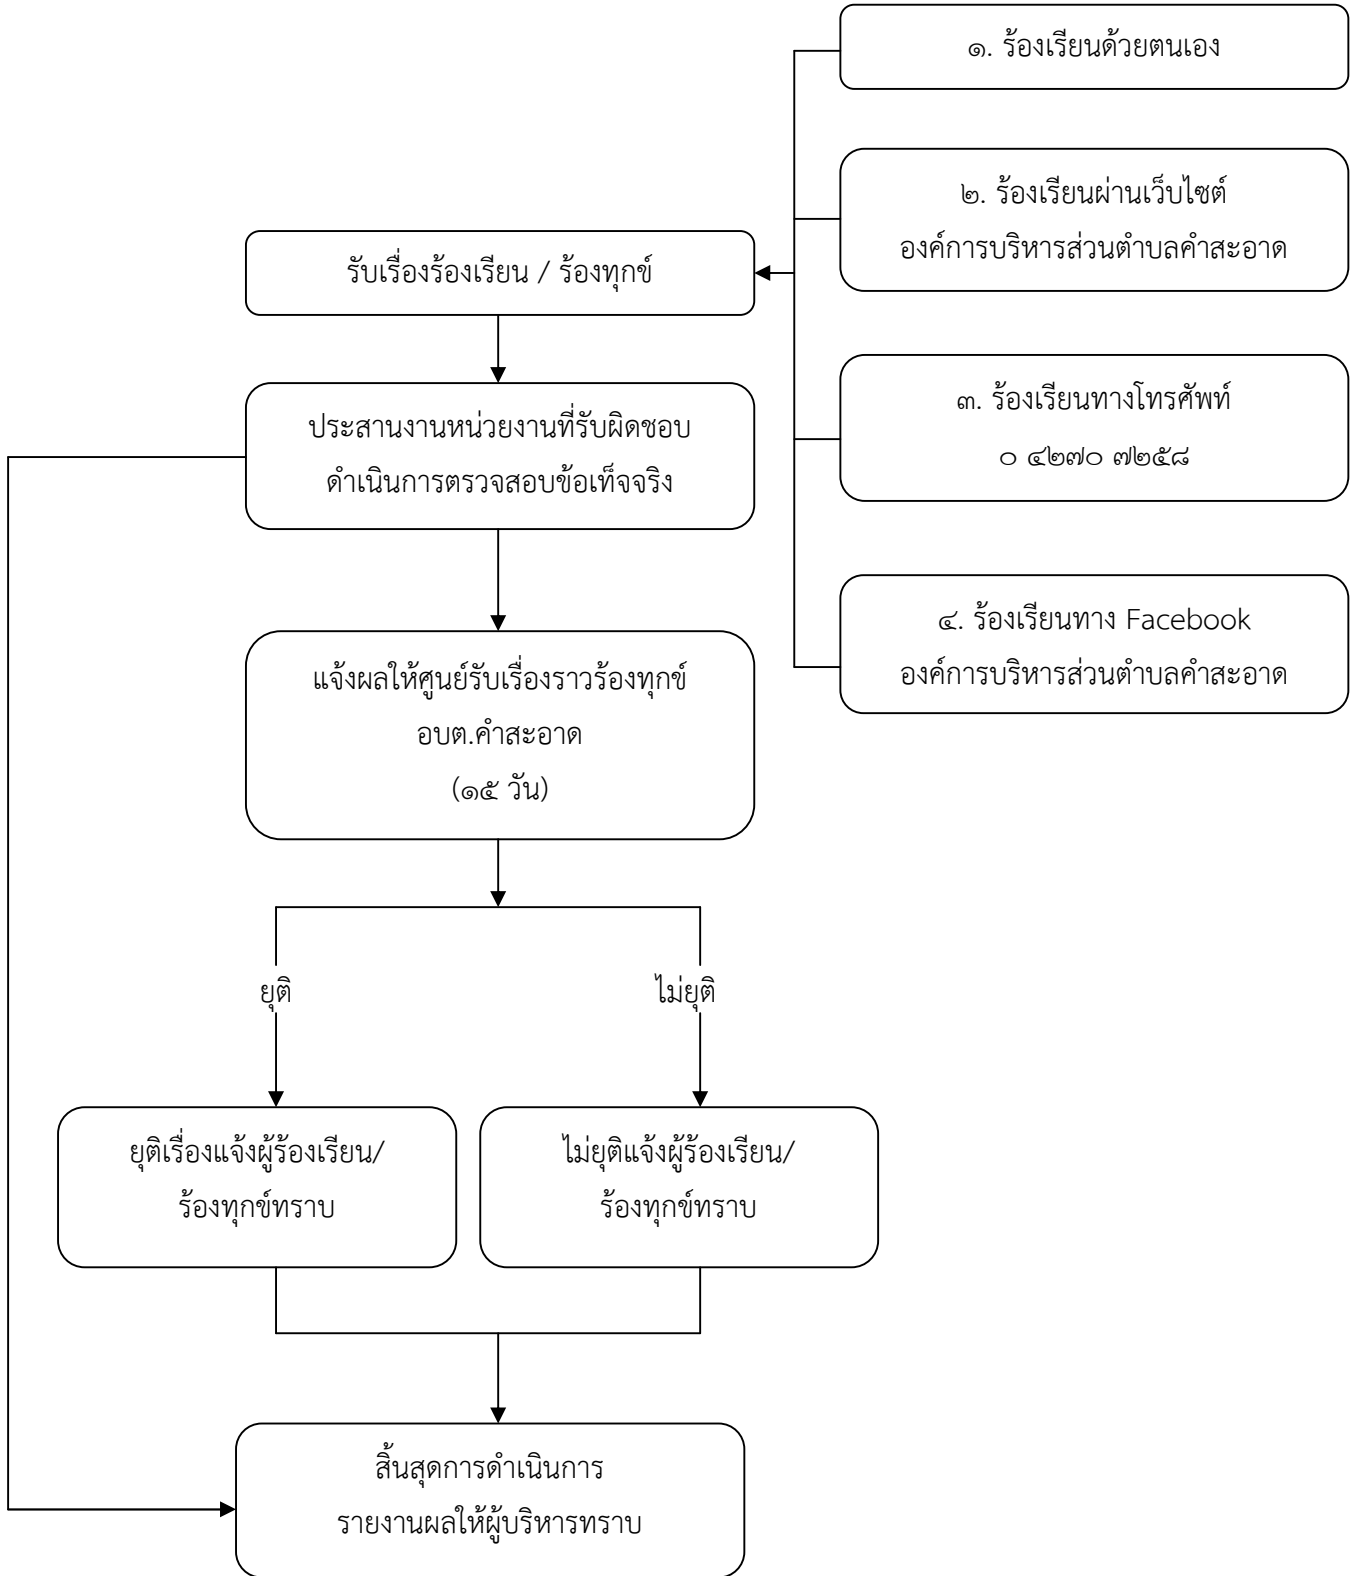 ๑. ร้องเรียนด้วยตนเอง
๒. ร้องเรียนผ่านเว็บไซต์
องค์การบริหารส่วนตำบลคำสะอาด
๓. ร้องเรียนทางโทรศัพท์
๐ ๔๒๗๐ ๗๒๕๘
๔. ร้องเรียนทาง Facebook
องค์การบริหารส่วนตำบลคำสะอาด
รับเรื่องร้องเรียน / ร้องทุกข์
ประสานงานหน่วยงานที่รับผิดชอบ
ดำเนินการตรวจสอบข้อเท็จจริง
แจ้งผลให้ศูนย์รับเรื่องราวร้องทุกข์
อบต.คำสะอาด
(๑๕ วัน)
ยุติ
ไม่ยุติ
ยุติเรื่องแจ้งผู้ร้องเรียน/
ร้องทุกข์ทราบ
ไม่ยุติแจ้งผู้ร้องเรียน/
ร้องทุกข์ทราบ
สิ้นสุดการดำเนินการ
รายงานผลให้ผู้บริหารทราบ